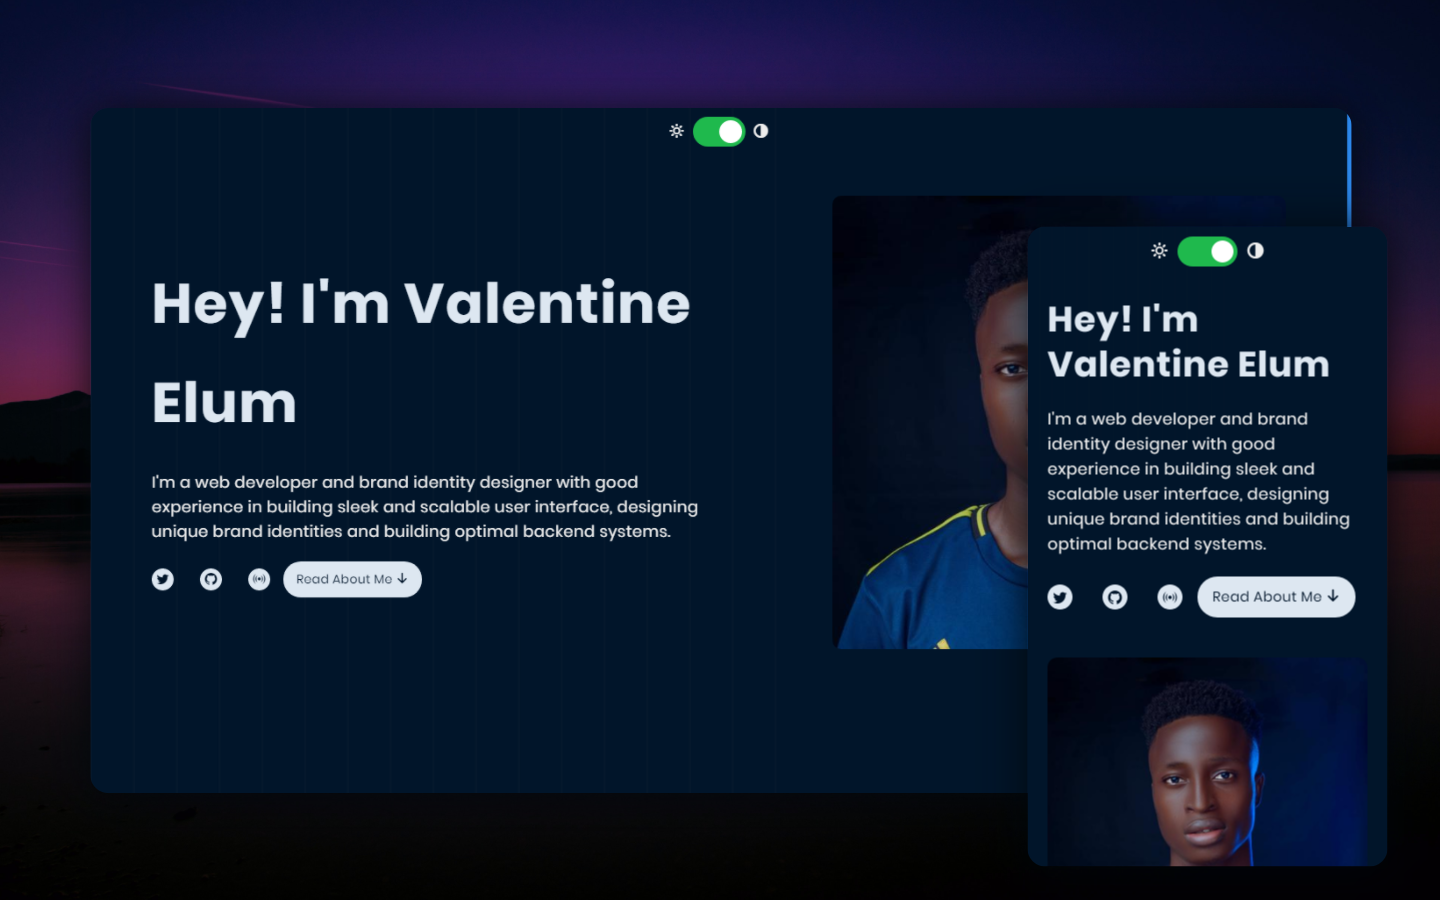 Hey! I'm Valentine
Elum
I'm a web developer and brand identity designer with good
experience in building sleek and scalable user interface, designing
unique brand identities and building optimal backend systems.
Read About Me
Hey! I'm
Valentine Elum
I'm a web developer and brand
identity designer with good
experience in building sleek and
scalable user interface, designing
unique brand identities and building
optimal backend systems.
Read About Me